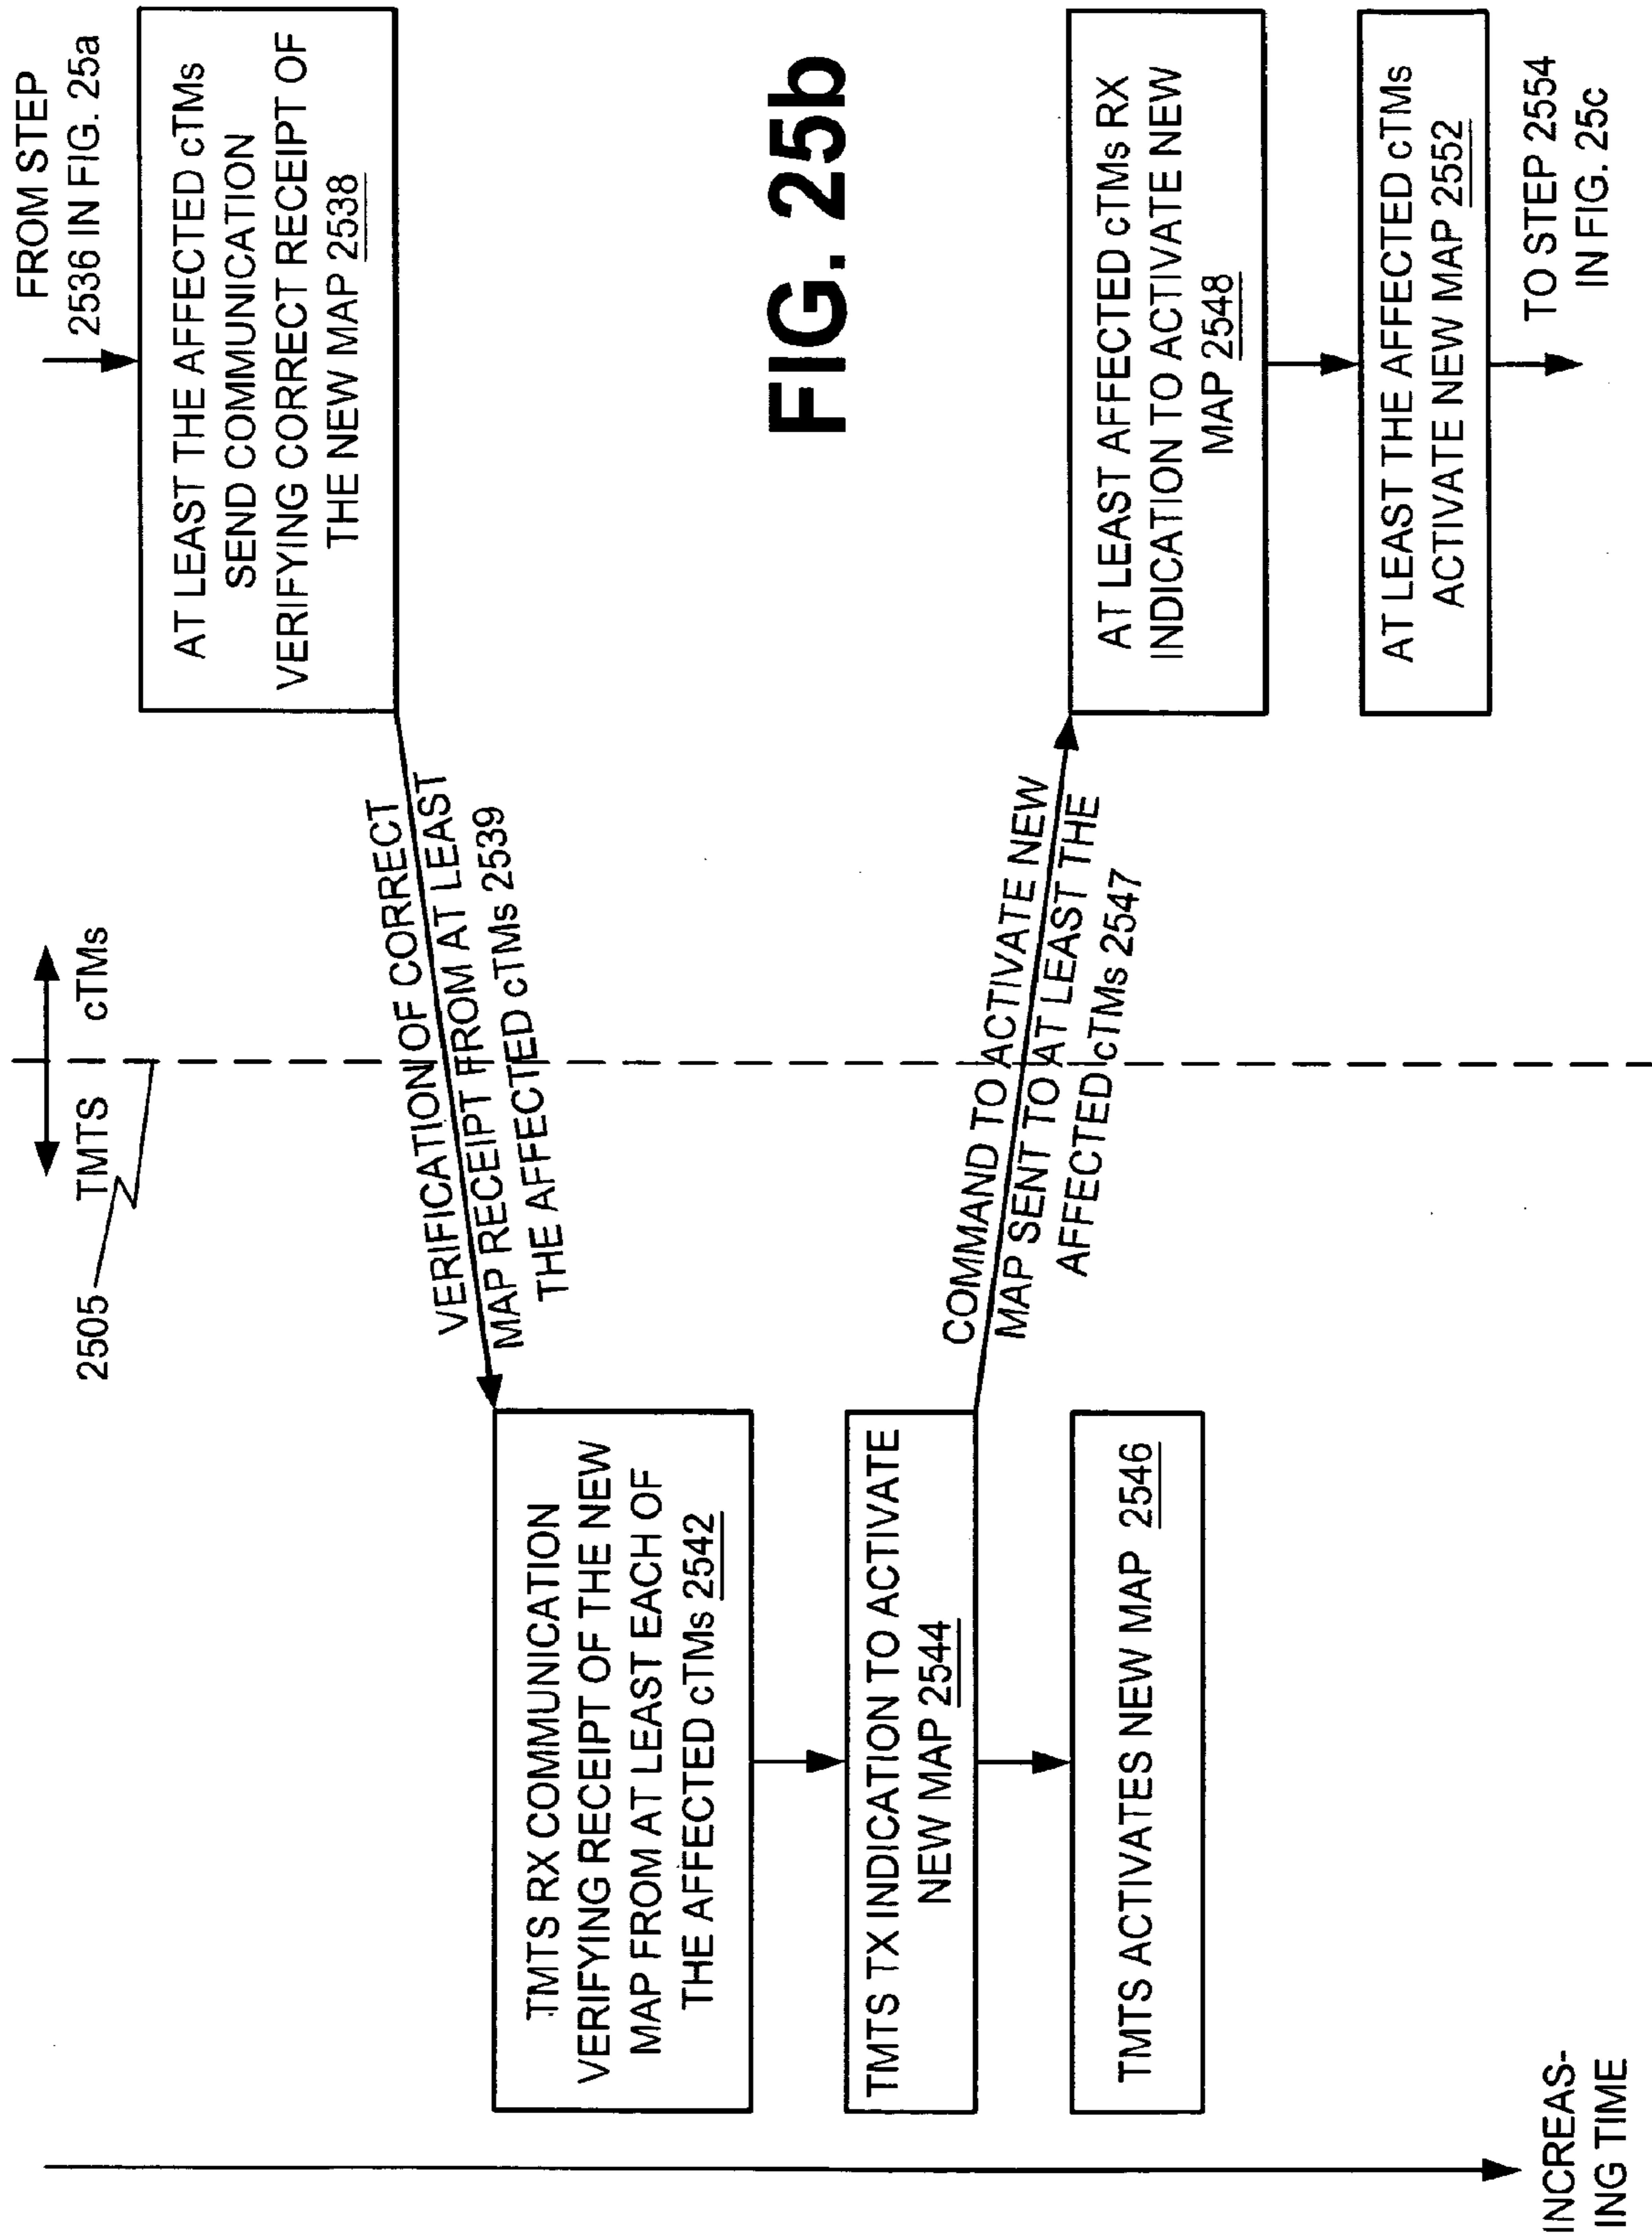 2505
TMTS
cTMs
FROM STEP
2536 IN FIG. 25a
AT LEAST THE AFFECTED cTMs
SEND COMMUNICATION
VERIFYING CORRECT RECEIPT OF
THE NEW MAP 2538
VERIFICATION OF CORRECT
MAP RECEIPT FROM AT LEAST
THE AFFECTED cTMs 2539
TMTS RX COMMUNICATION
VERIFYING RECEIPT OF THE NEW
MAP FROM AT LEAST EACH OF
THE AFFECTED cTMs 2542
TMTS TX INDICATION TO ACTIVATE
NEW MAP 2544
COMMAND TO ACTIVATE NEW
MAP SENT TO AT LEAST THE
AFFECTED cTMs 2547
TMTS ACTIVATES NEW MAP 2546
AT LEAST AFFECTED cTMs RX
INDICATION TO ACTIVATE NEW
MAP 2548
AT LEAST THE AFFECTED cTMs
ACTIVATE NEW MAP 2552
TO STEP 2554
IN FIG. 25c
INCREAS-
ING TIME
FIG. 25b